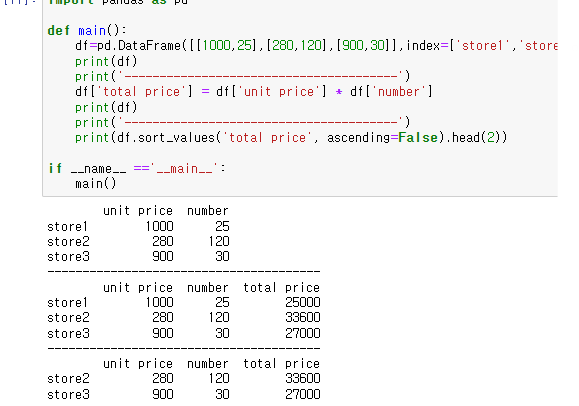 import pandas as pd
def main():
    df=pd.DataFrame([[1000,25],[280,120],[900,30]],index=['store1','store
    print(df)
    print('---------------------------------------')
    df['total price'] = df['unit price'] * df['number']
    print(df)
    print('---------------------------------------')
    print(df.sort_values('total price', ascending=False).head(2))
if __name__ =='__main__':
    main()
        unit price  number
store1        1000      25
store2         280     120
store3         900      30
---------------------------------------
        unit price  number  total price
store1        1000      25        25000
store2         280     120        33600
store3         900      30        27000
---------------------------------------
        unit price  number  total price
store2         280     120        33600
store3         900      30        27000